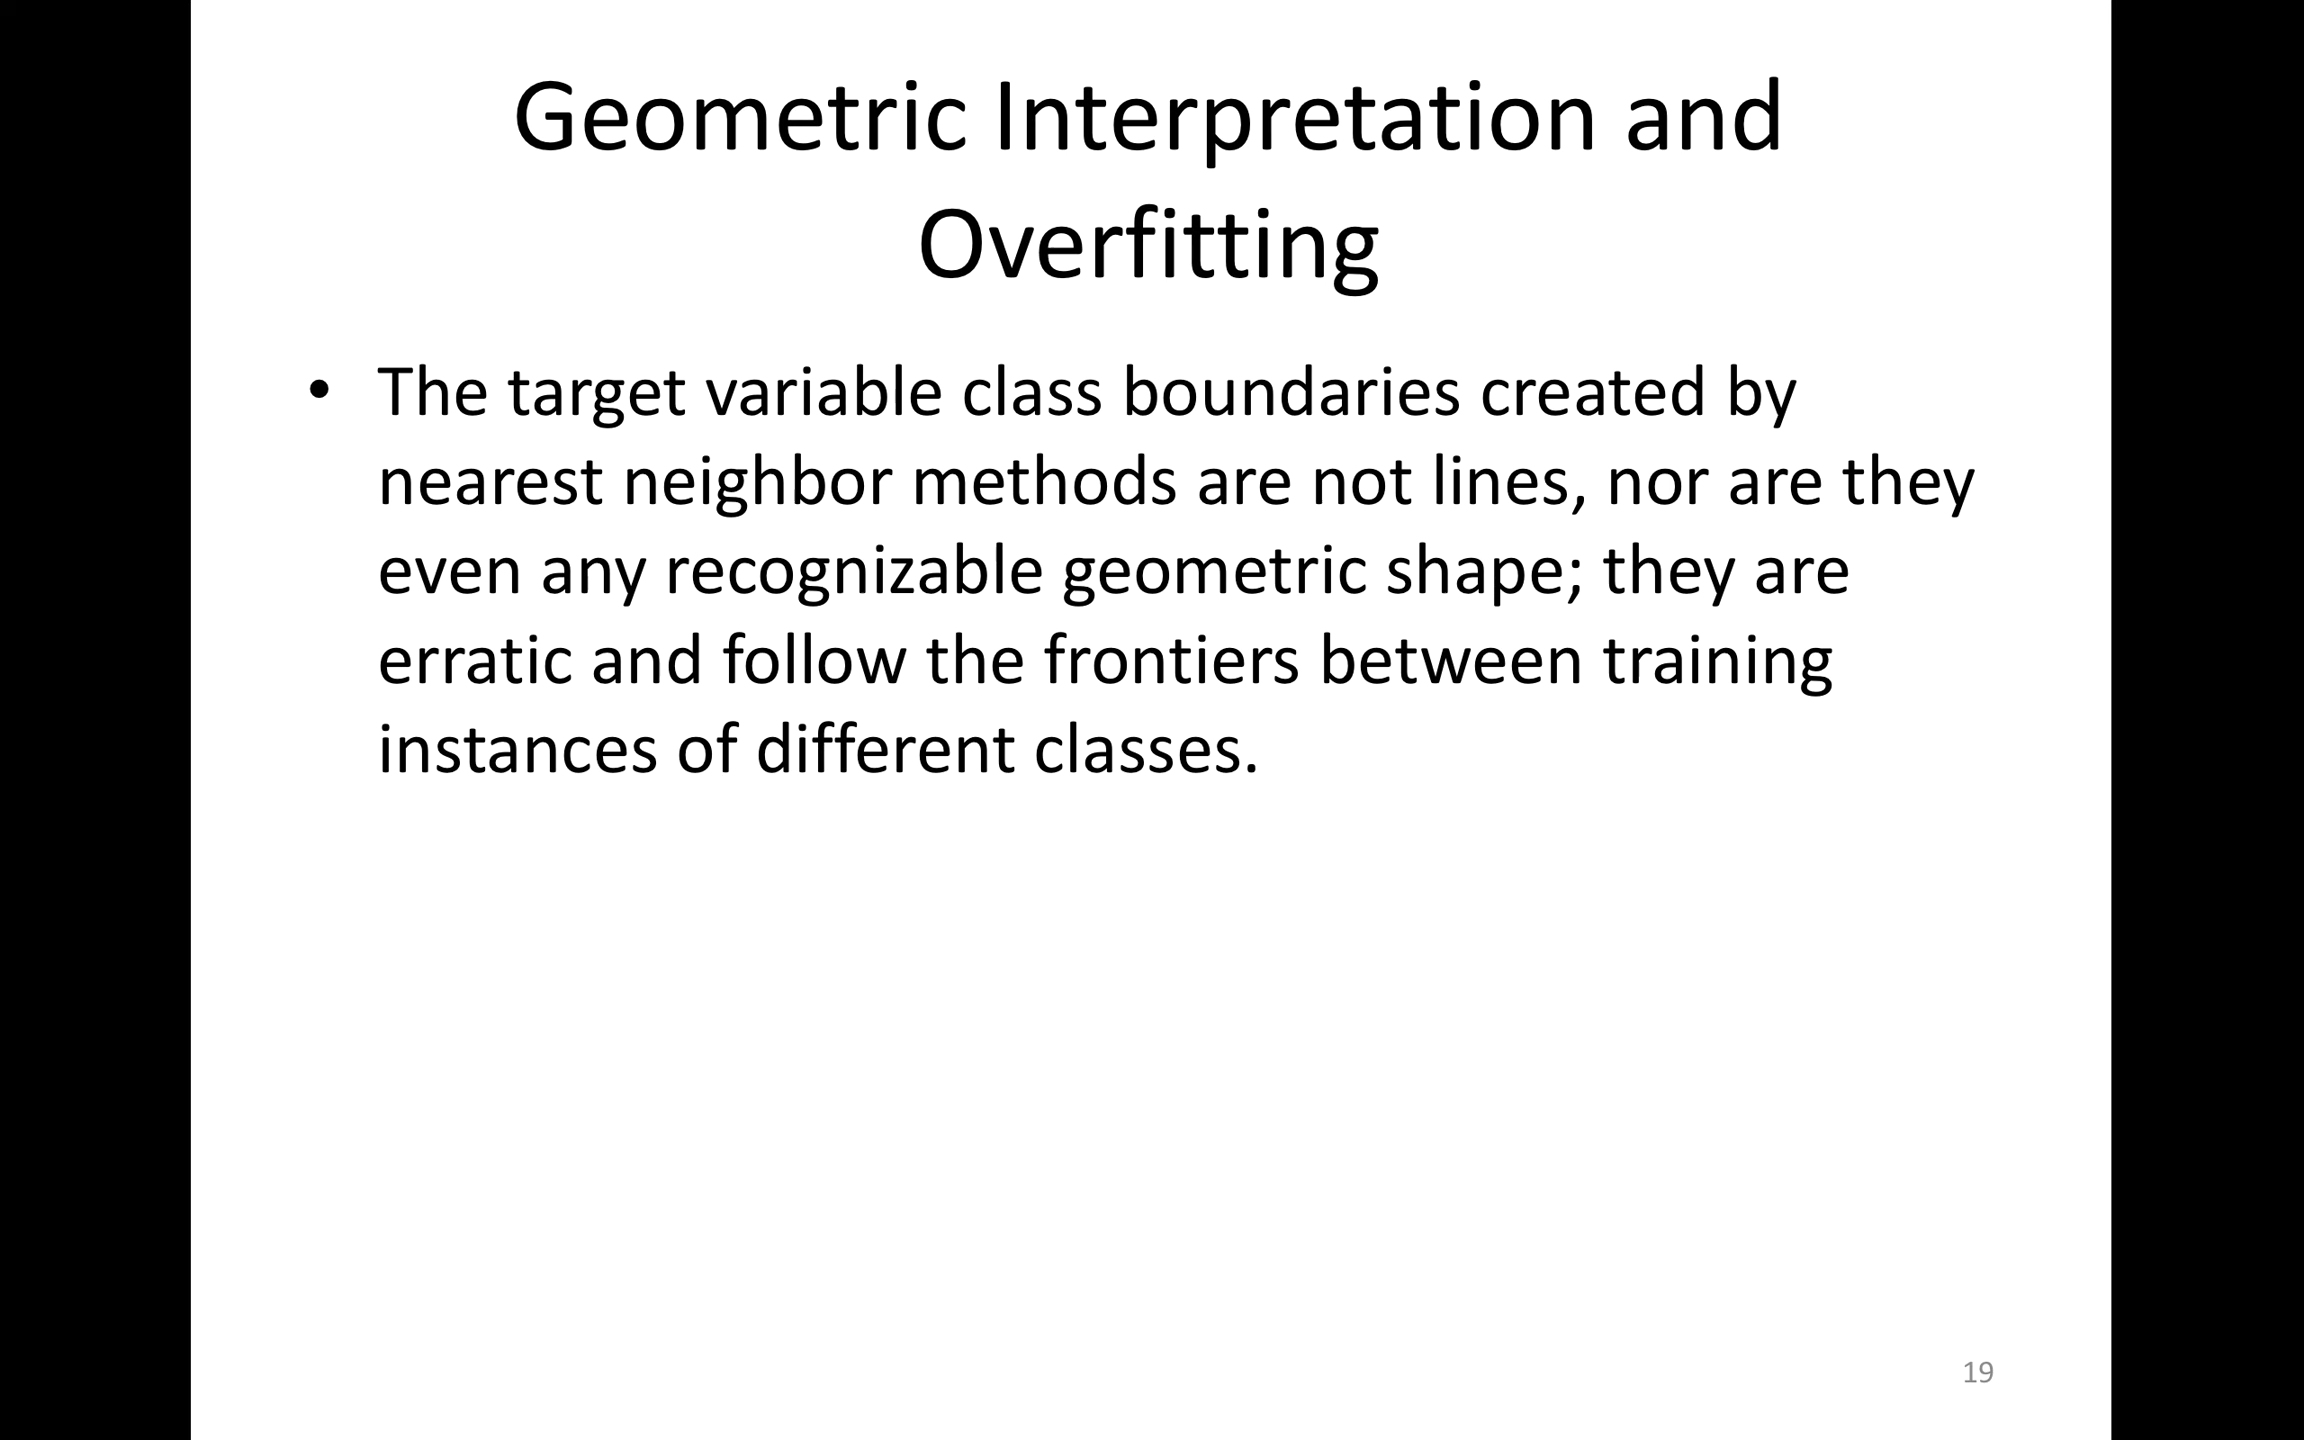 Geometric Interpretation and
Overfitting
• The target variable class boundaries created by
nearest neighbor methods are not lines, nor are they
even any recognizable geometric shape; they are
erratic and follow the frontiers between training
instances of different classes.
19